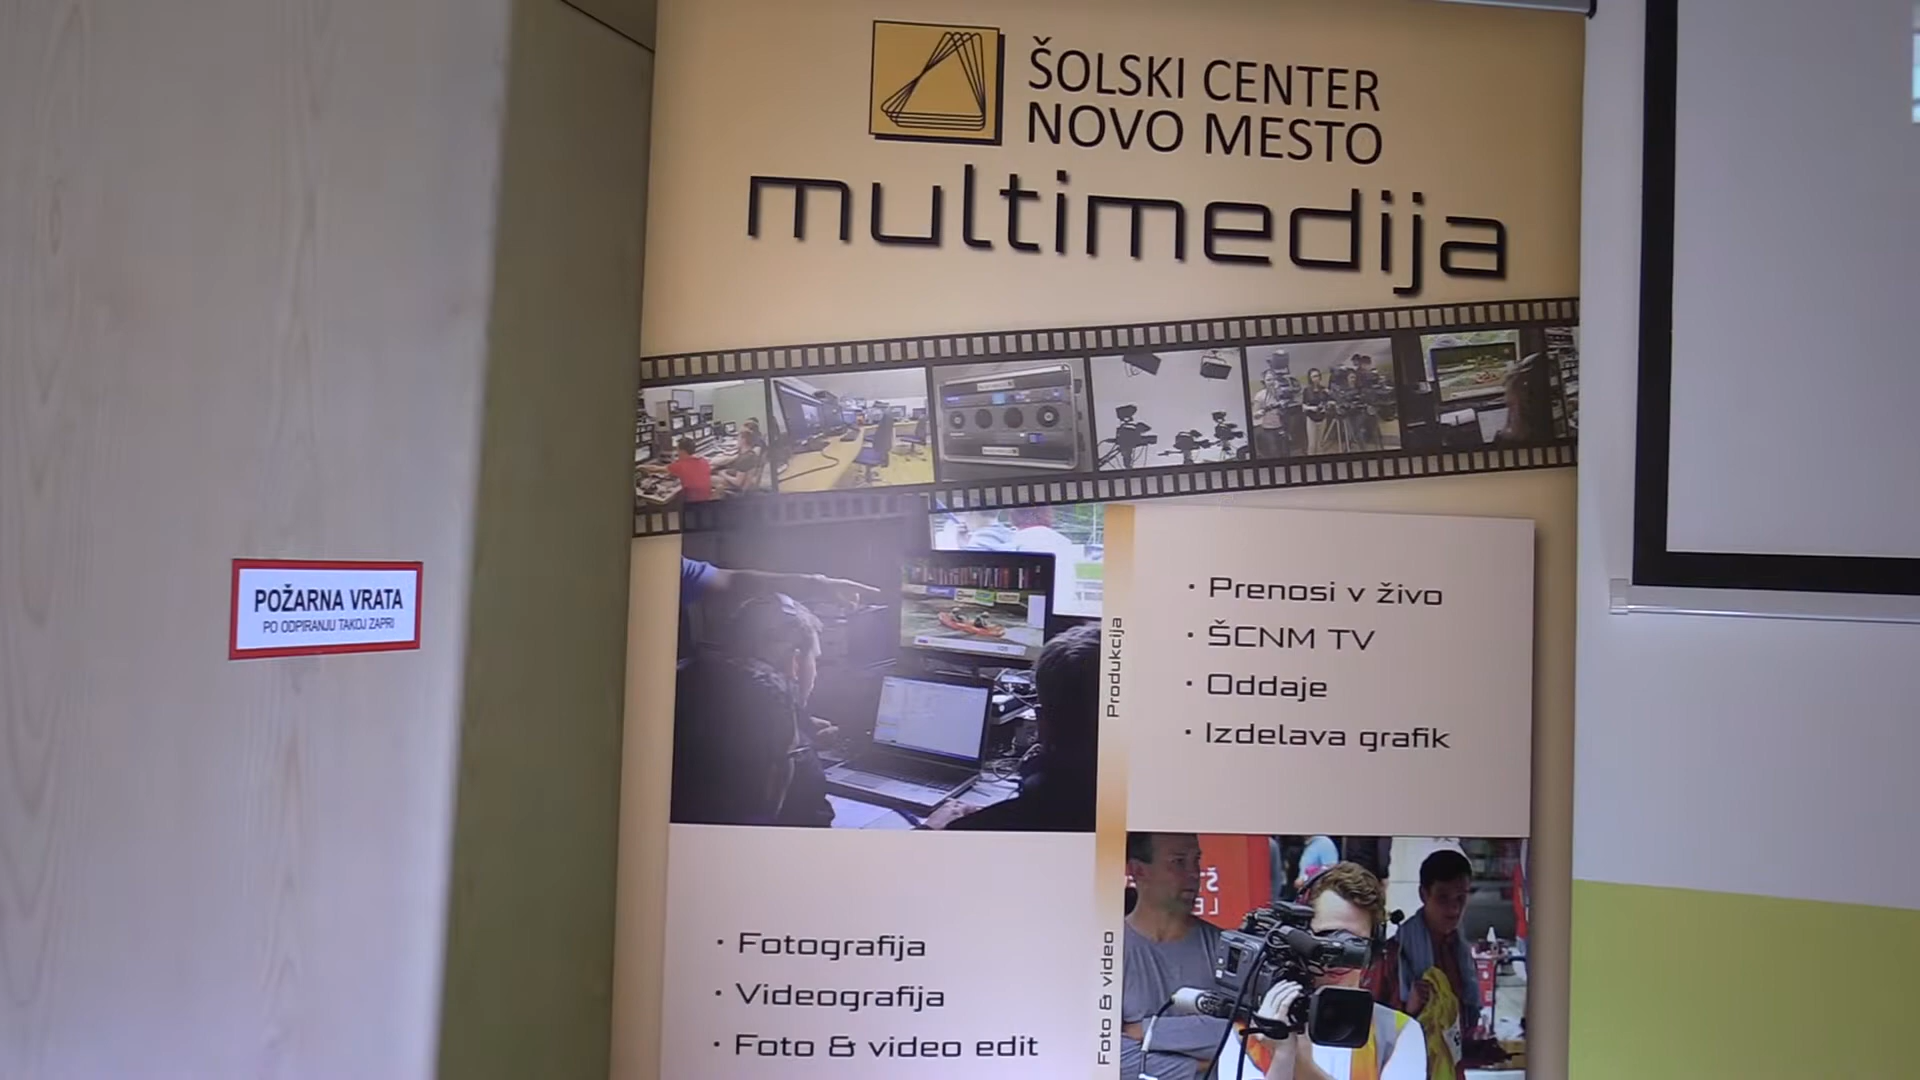 ŠOLSKI CENTER
NOVO MESTO
multimedija
POŽARNA VRATA
PO ODPIRANJU TAKOJ ZAPRI
Produkcija
· Prenosi v živo
· ŠCNM TV
· Oddaje
· Izdelava grafik
· Fotografija
· Videografija
· Foto & video edit
Foto & video